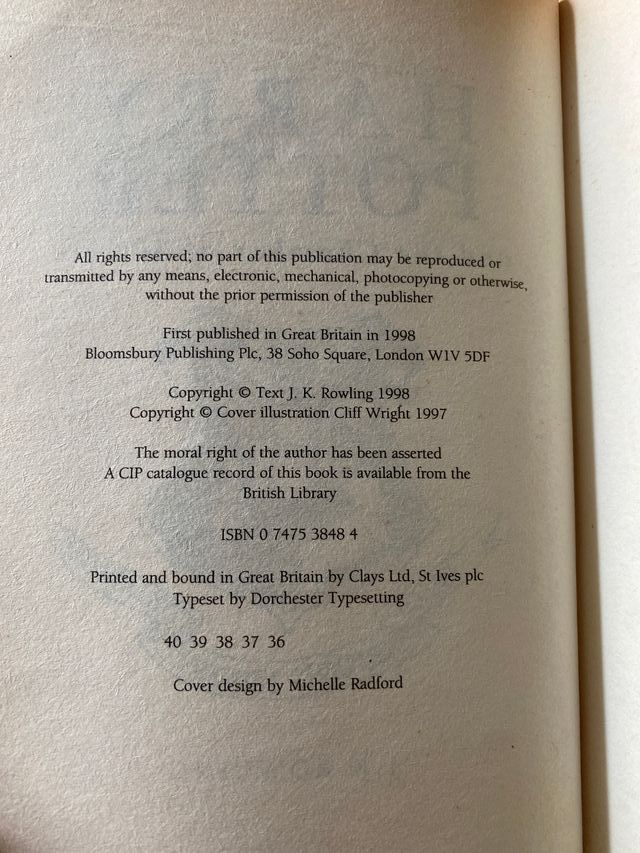 All rights reserved; no part of this publication may be reproduced or
transmitted by any means, electronic, mechanical, photocopying or otherwise,
without the prior permission of the publisher
First published in Great Britain in 1998
Bloomsbury Publishing Plc, 38 Soho Square, London W1V 5DF
Copyright © Text J. K. Rowling 1998
Copyright © Cover illustration Cliff Wright 1997
The moral right of the author has been asserted
A CIP catalogue record of this book is available from the
British Library
ISBN 0 7475 3848 4
Printed and bound in Great Britain by Clays Ltd, St Ives plc
Typeset by Dorchester Typesetting
40 39 38 37 36
Cover design by Michelle Radford